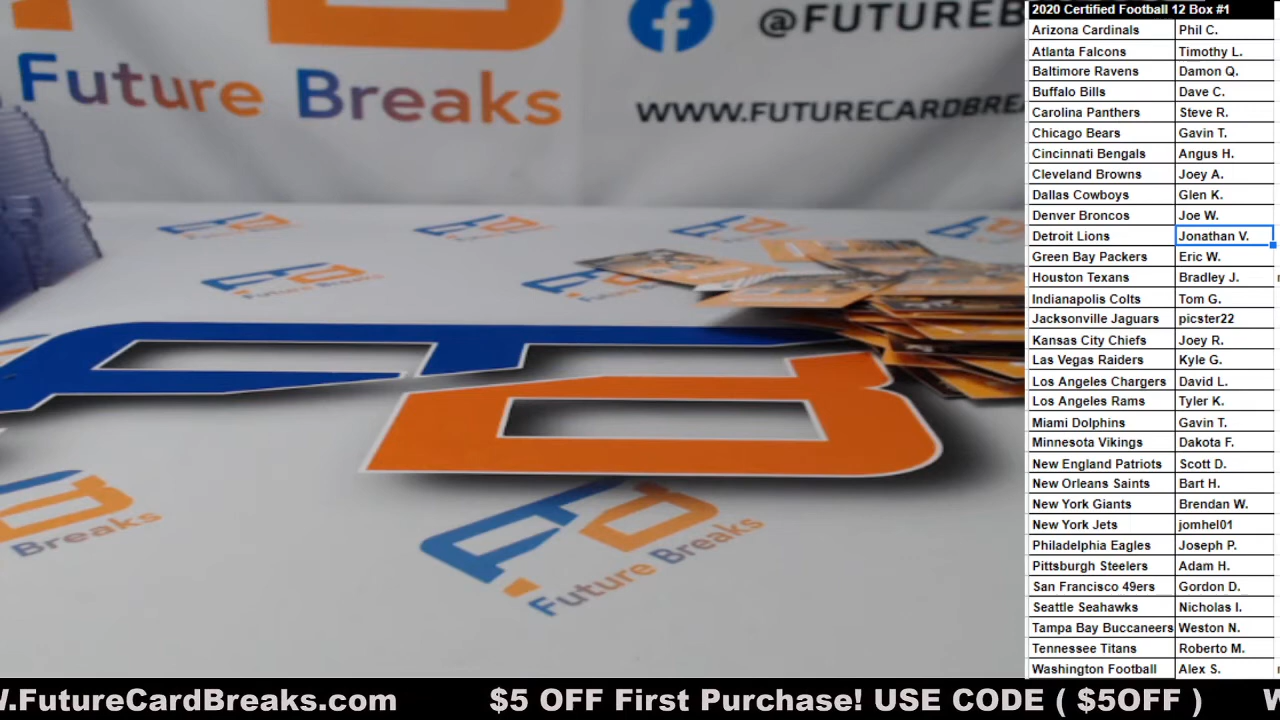 @FUTUREB
Future Breaks
WWW.FUTURECARDBREA
Future Breaks
Breaks
2020 Certified Football 12 Box #1
Arizona Cardinals Phil C.
Atlanta Falcons Timothy L.
Baltimore Ravens Damon Q.
Buffalo Bills Dave C.
Carolina Panthers Steve R.
Chicago Bears Gavin T.
Cincinnati Bengals Angus H.
Cleveland Browns Joey A.
Dallas Cowboys Glen K.
Denver Broncos Joe W.
Detroit Lions Jonathan V.
Green Bay Packers Eric W.
Houston Texans Bradley J.
Indianapolis Colts Tom G.
Jacksonville Jaguars picster22
Kansas City Chiefs Joey R.
Las Vegas Raiders Kyle G.
Los Angeles Chargers David L.
Los Angeles Rams Tyler K.
Miami Dolphins Gavin T.
Minnesota Vikings Dakota F.
New England Patriots Scott D.
New Orleans Saints Bart H.
New York Giants Brendan W.
New York Jets jomhel01
Philadelphia Eagles Joseph P.
Pittsburgh Steelers Adam H.
San Francisco 49ers Gordon D.
Seattle Seahawks Nicholas I.
Tampa Bay Buccaneers Weston N.
Tennessee Titans Roberto M.
Washington Football Alex S.
W.FutureCardBreaks.com $5 OFF First Purchase! USE CODE ( $5OFF ) W